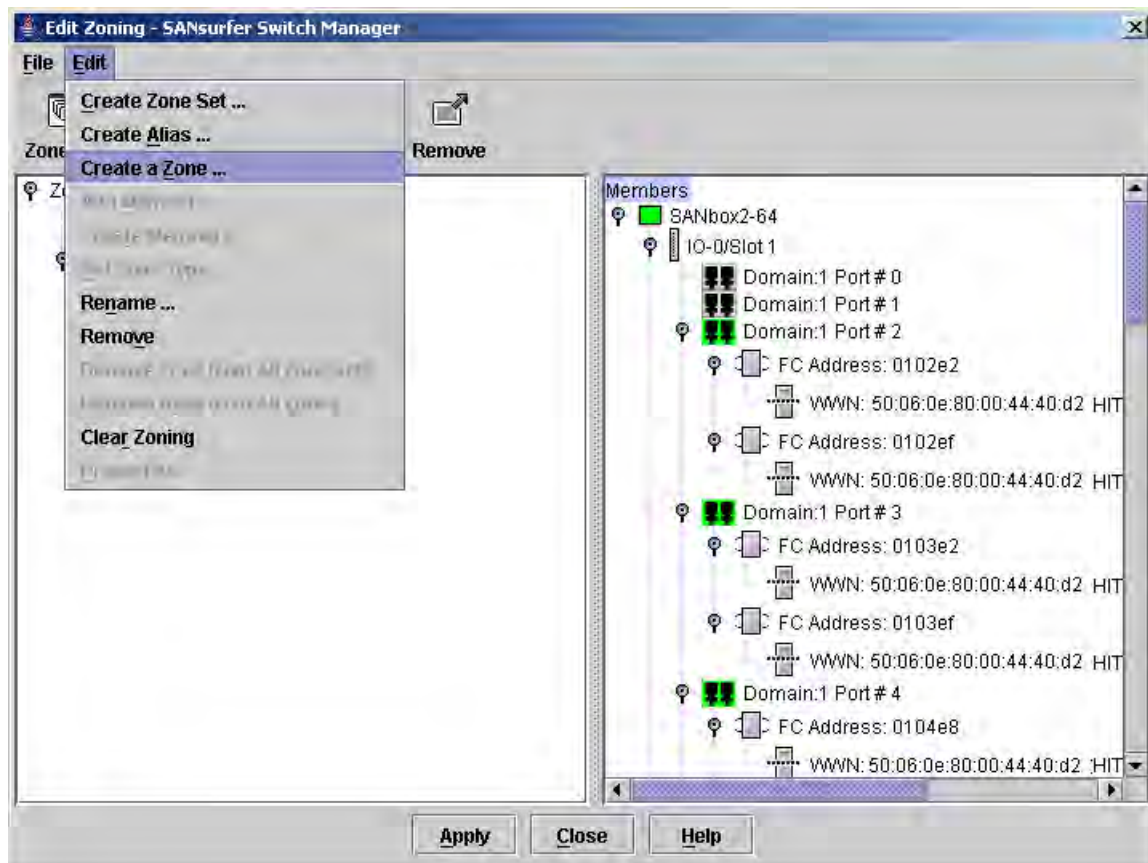 Edit Zoning - SANsurfer Switch Manager
File Edit
Create Zone Set ...
Create Alias ...
Create a Zone ...
Rename ...
Remove
Clear Zoning
Zone
Remove
Members
SANbox2-64
IO-0/Slot 1
Domain:1 Port # 0
Domain:1 Port # 1
Domain:1 Port # 2
FC Address: 0102e2
WWN: 50:06:0e:80:00:44:40:d2 HIT
FC Address: 0102ef
WWN: 50:06:0e:80:00:44:40:d2 HIT
Domain:1 Port # 3
FC Address: 0103e2
WWN: 50:06:0e:80:00:44:40:d2 HIT
FC Address: 0103ef
WWN: 50:06:0e:80:00:44:40:d2 HIT
Domain:1 Port # 4
FC Address: 0104e8
WWN: 50:06:0e:80:00:44:40:d2 HIT
Apply Close Help